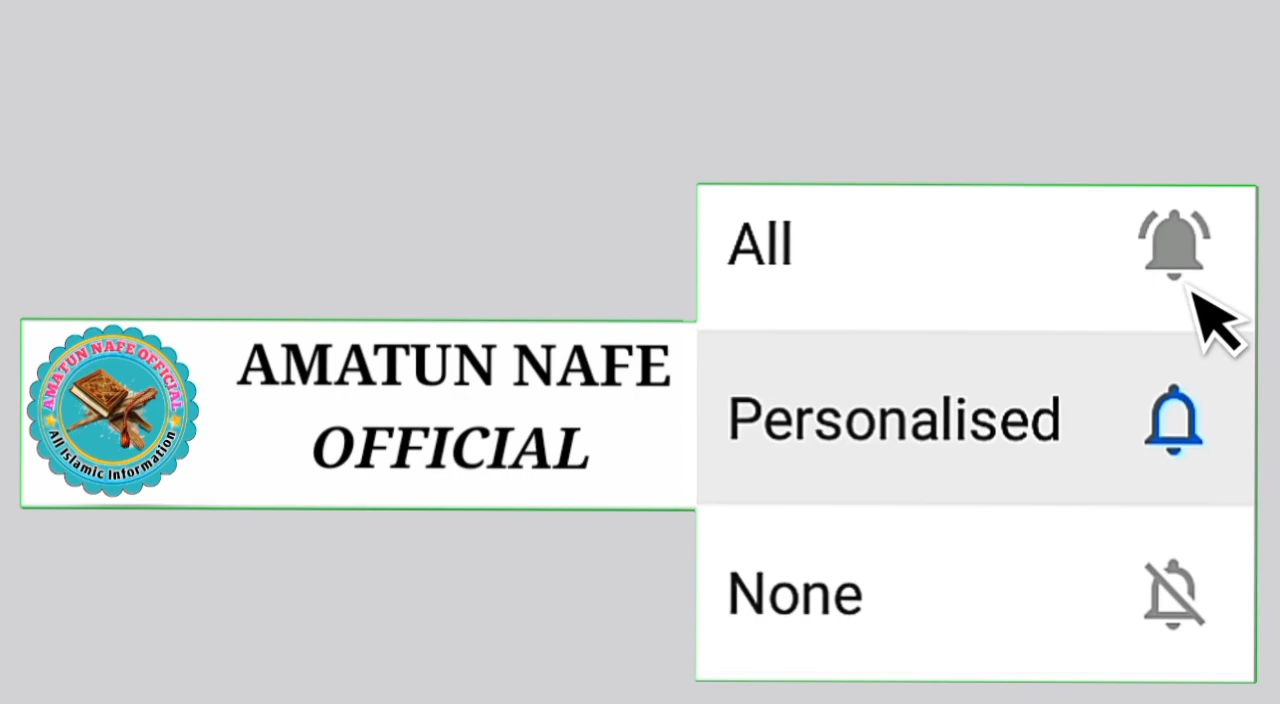 AMATUN NAFE OFFICIAL
All Islamic Information
AMATUN NAFE
OFFICIAL
All
Personalised
None